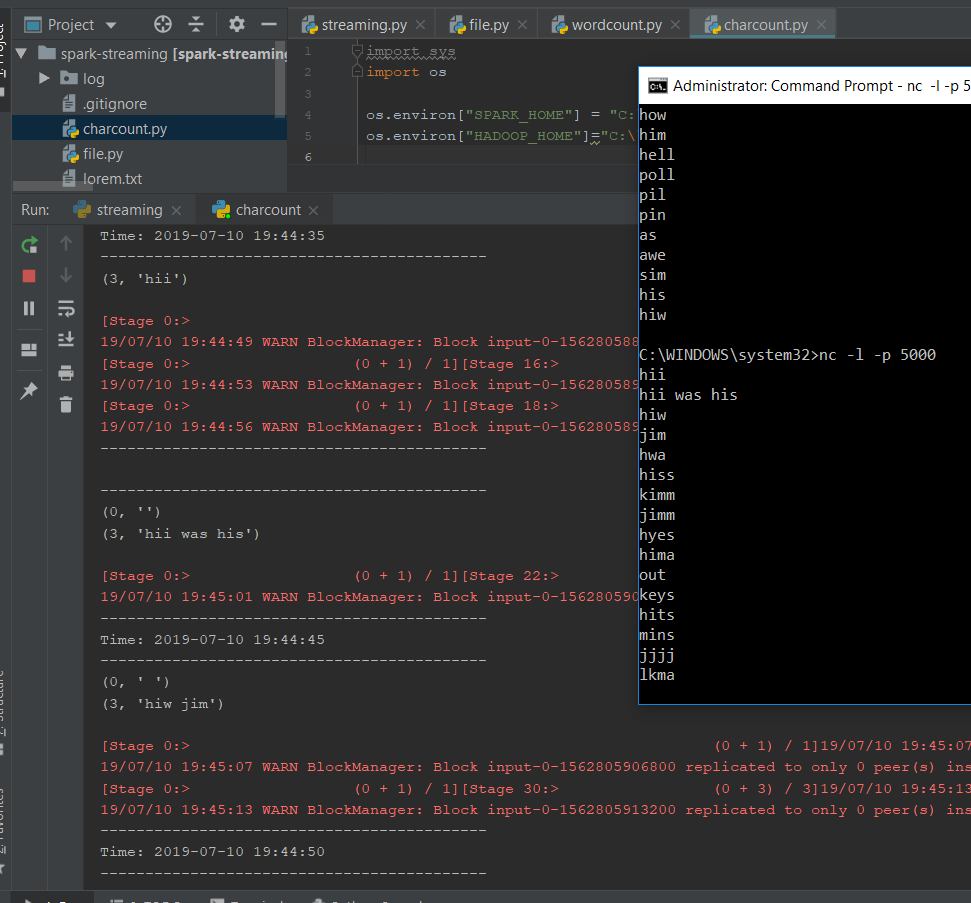 Project
streaming.py
file.py
wordcount.py
charcount.py
spark-streaming [spark-streaming
log
.gitignore
charcount.py
file.py
lorem.txt
1 import sys
2 import os
3
4 os.environ["SPARK_HOME"] = "C:
5 os.environ["HADOOP_HOME"]="C:\
6
Run: streaming charcount
Time: 2019-07-10 19:44:35
-------------------------------------------
(3, 'hii')
[Stage 0:>
19/07/10 19:44:49 WARN BlockManager: Block input-0-156280588
[Stage 0:> (0 + 1) / 1][Stage 16:>
19/07/10 19:44:53 WARN BlockManager: Block input-0-156280589
[Stage 0:> (0 + 1) / 1][Stage 18:>
19/07/10 19:44:56 WARN BlockManager: Block input-0-156280589
-------------------------------------------
-------------------------------------------
(0, '')
(3, 'hii was his')
[Stage 0:> (0 + 1) / 1][Stage 22:>
19/07/10 19:45:01 WARN BlockManager: Block input-0-156280590
-------------------------------------------
Time: 2019-07-10 19:44:45
-------------------------------------------
(0, ' ')
(3, 'hiw jim')
[Stage 0:> (0 + 1) / 1]19/07/10 19:45:07
19/07/10 19:45:07 WARN BlockManager: Block input-0-1562805906800 replicated to only 0 peer(s) ins
[Stage 0:> (0 + 1) / 1][Stage 30:> (0 + 3) / 3]19/07/10 19:45:13
19/07/10 19:45:13 WARN BlockManager: Block input-0-1562805913200 replicated to only 0 peer(s) ins
-------------------------------------------
Time: 2019-07-10 19:44:50
-------------------------------------------
Administrator: Command Prompt - nc -l -p 5
how
him
hell
poll
pil
pin
as
awe
sim
his
hiw
C:\WINDOWS\system32>nc -l -p 5000
hii
hii was his
hiw
jim
hwa
hiss
kimm
jimm
hyes
hima
out
keys
hits
mins
jjjj
lkma